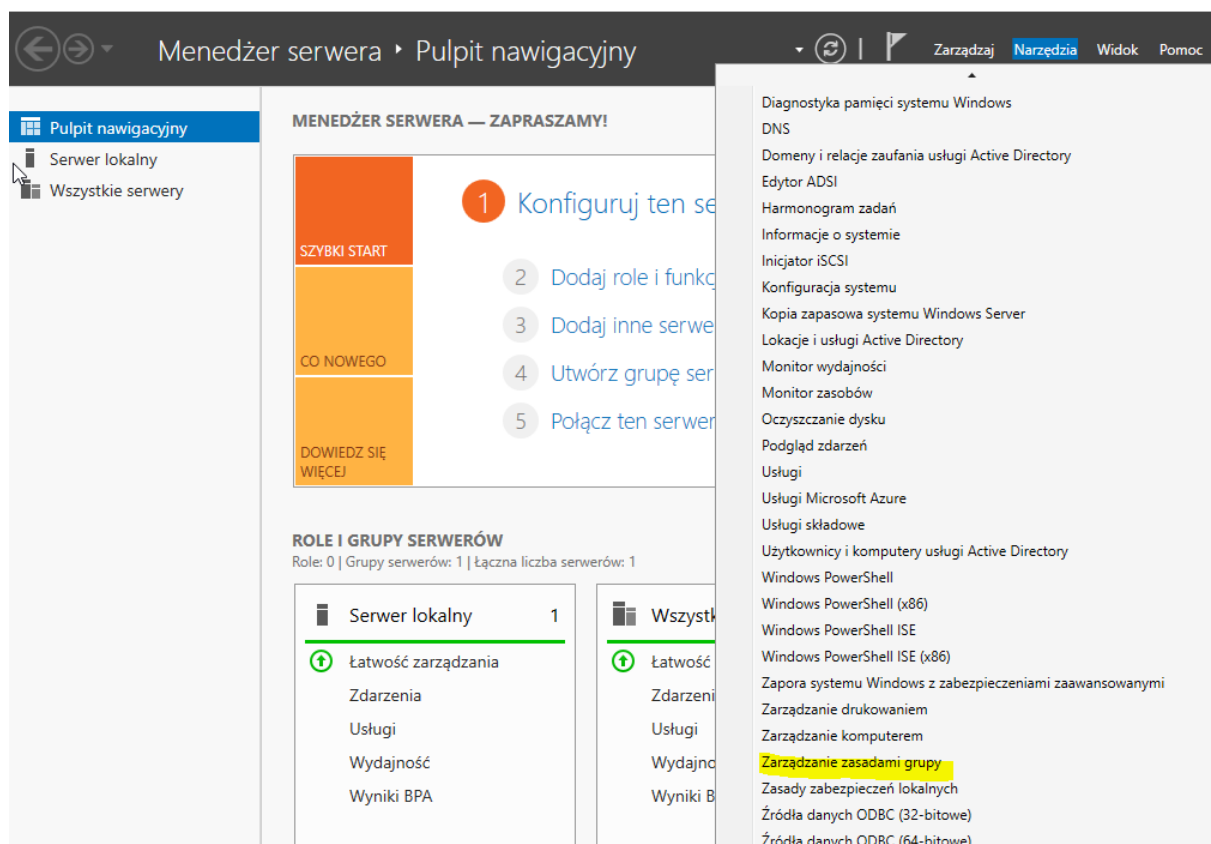 Menedżer serwera ‣ Pulpit nawigacyjny
Zarządzaj Narzędzia Widok Pomoc
Pulpit nawigacyjny
Serwer lokalny
Wszystkie serwery
MENEDŻER SERWERA — ZAPRASZAMY!
SZYBKI START
CO NOWEGO
DOWIEDZ SIĘ
WIĘCEJ
1 Konfiguruj ten se
2 Dodaj role i funkc
3 Dodaj inne serwe
4 Utwórz grupę ser
5 Połącz ten serwer
ROLE I GRUPY SERWERÓW
Role: 0 | Grupy serwerów: 1 | Łączna liczba serwerów: 1
Serwer lokalny 1
Łatwość zarządzania
Zdarzenia
Usługi
Wydajność
Wyniki BPA
Wszystk
Łatwość
Zdarzeni
Usługi
Wydajno
Wyniki B
Diagnostyka pamięci systemu Windows
DNS
Domeny i relacje zaufania usługi Active Directory
Edytor ADSI
Harmonogram zadań
Informacje o systemie
Inicjator iSCSI
Konfiguracja systemu
Kopia zapasowa systemu Windows Server
Lokacje i usługi Active Directory
Monitor wydajności
Monitor zasobów
Oczyszczanie dysku
Podgląd zdarzeń
Usługi
Usługi Microsoft Azure
Usługi składowe
Użytkownicy i komputery usługi Active Directory
Windows PowerShell
Windows PowerShell (x86)
Windows PowerShell ISE
Windows PowerShell ISE (x86)
Zapora systemu Windows z zabezpieczeniami zaawansowanymi
Zarządzanie drukowaniem
Zarządzanie komputerem
Zarządzanie zasadami grupy
Zasady zabezpieczeń lokalnych
Źródła danych ODBC (32-bitowe)
Źródła danych ODBC (64-bitowe)